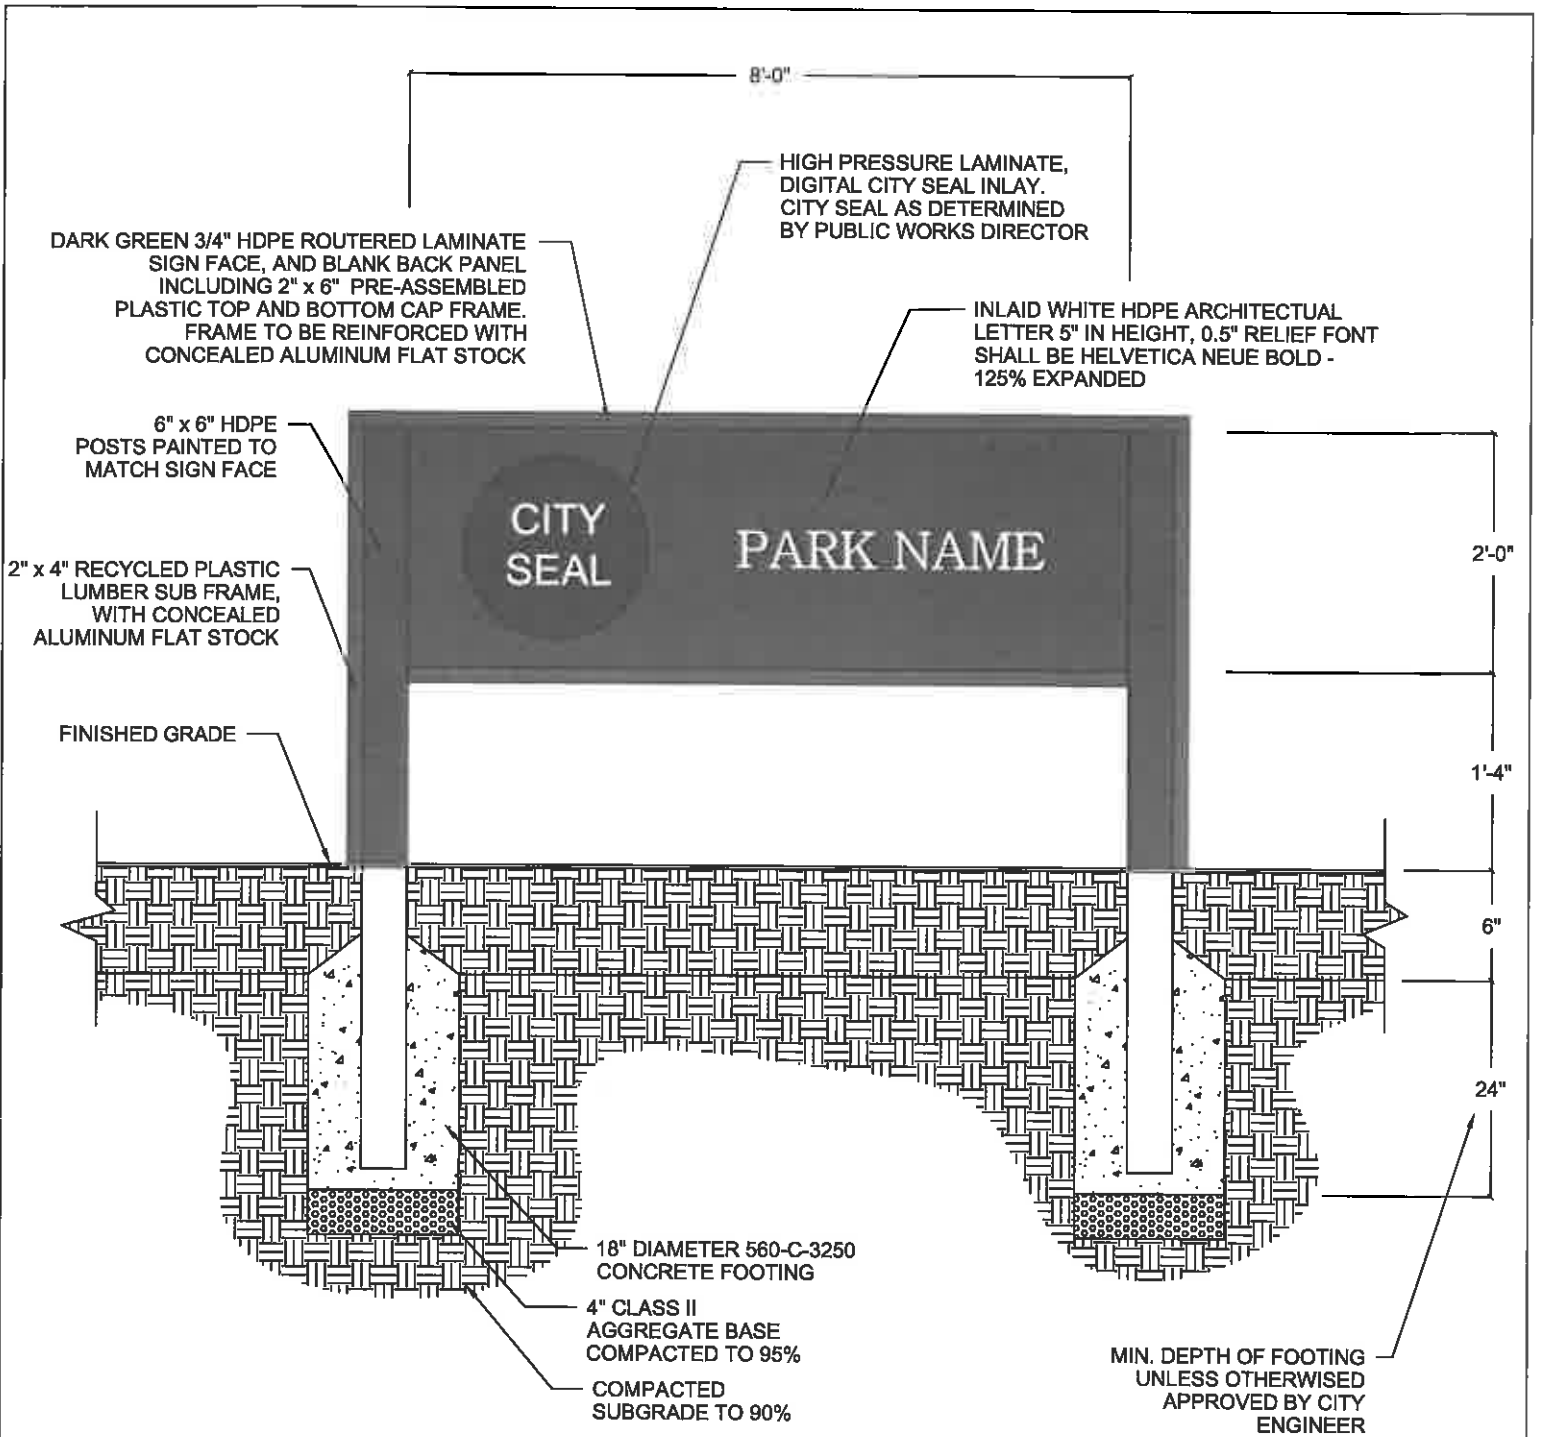 8'-0"
HIGH PRESSURE LAMINATE,
DIGITAL CITY SEAL INLAY.
CITY SEAL AS DETERMINED
BY PUBLIC WORKS DIRECTOR
DARK GREEN 3/4" HDPE ROUTERED LAMINATE
SIGN FACE, AND BLANK BACK PANEL
INCLUDING 2" x 6" PRE-ASSEMBLED
PLASTIC TOP AND BOTTOM CAP FRAME.
FRAME TO BE REINFORCED WITH
CONCEALED ALUMINUM FLAT STOCK
INLAID WHITE HDPE ARCHITECTUAL
LETTER 5" IN HEIGHT, 0.5" RELIEF FONT
SHALL BE HELVETICA NEUE BOLD -
125% EXPANDED
6" x 6" HDPE
POSTS PAINTED TO
MATCH SIGN FACE
CITY
SEAL
PARK NAME
2'-0"
2" x 4" RECYCLED PLASTIC
LUMBER SUB FRAME,
WITH CONCEALED
ALUMINUM FLAT STOCK
FINISHED GRADE
1'-4"
6"
24"
18" DIAMETER 560-C-3250
CONCRETE FOOTING
4" CLASS II
AGGREGATE BASE
COMPACTED TO 95%
COMPACTED
SUBGRADE TO 90%
MIN. DEPTH OF FOOTING
UNLESS OTHERWISED
APPROVED BY CITY
ENGINEER